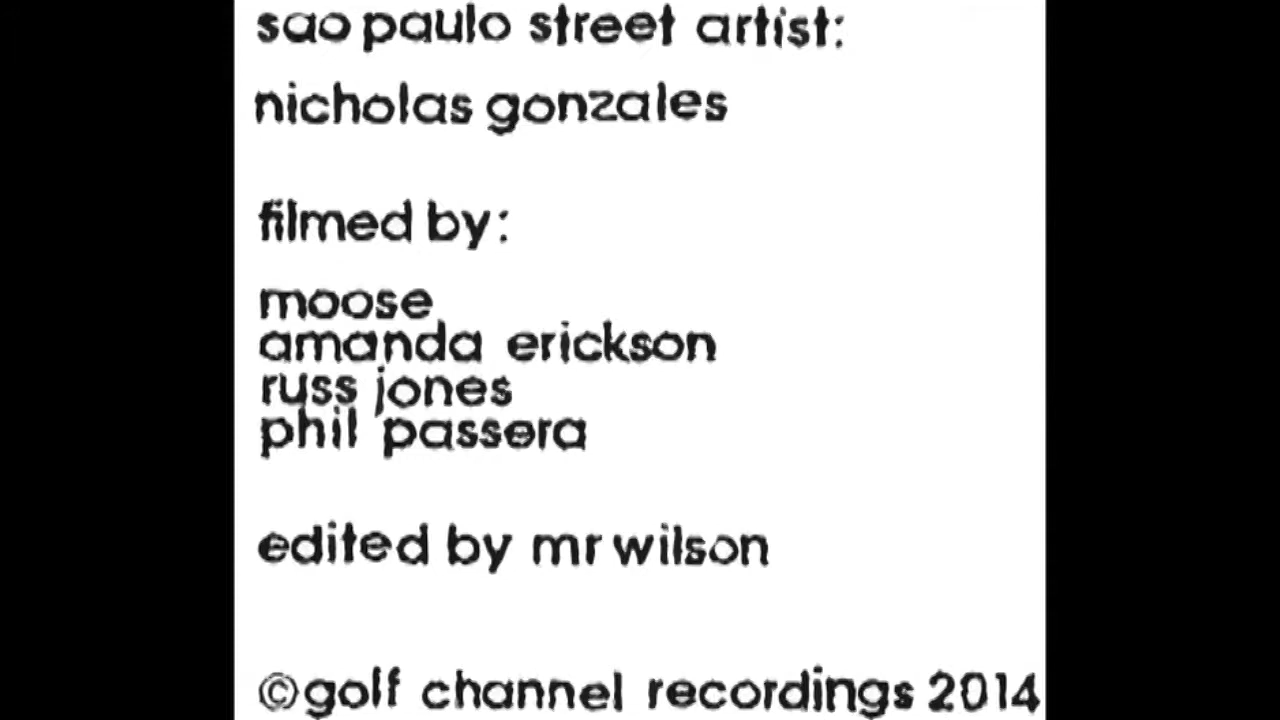 sao paulo street artist:
nicholas gonzales
filmed by:
moose
amanda erickson
russ jones
phil passera
edited by mr wilson
©golf channel recordings 2014